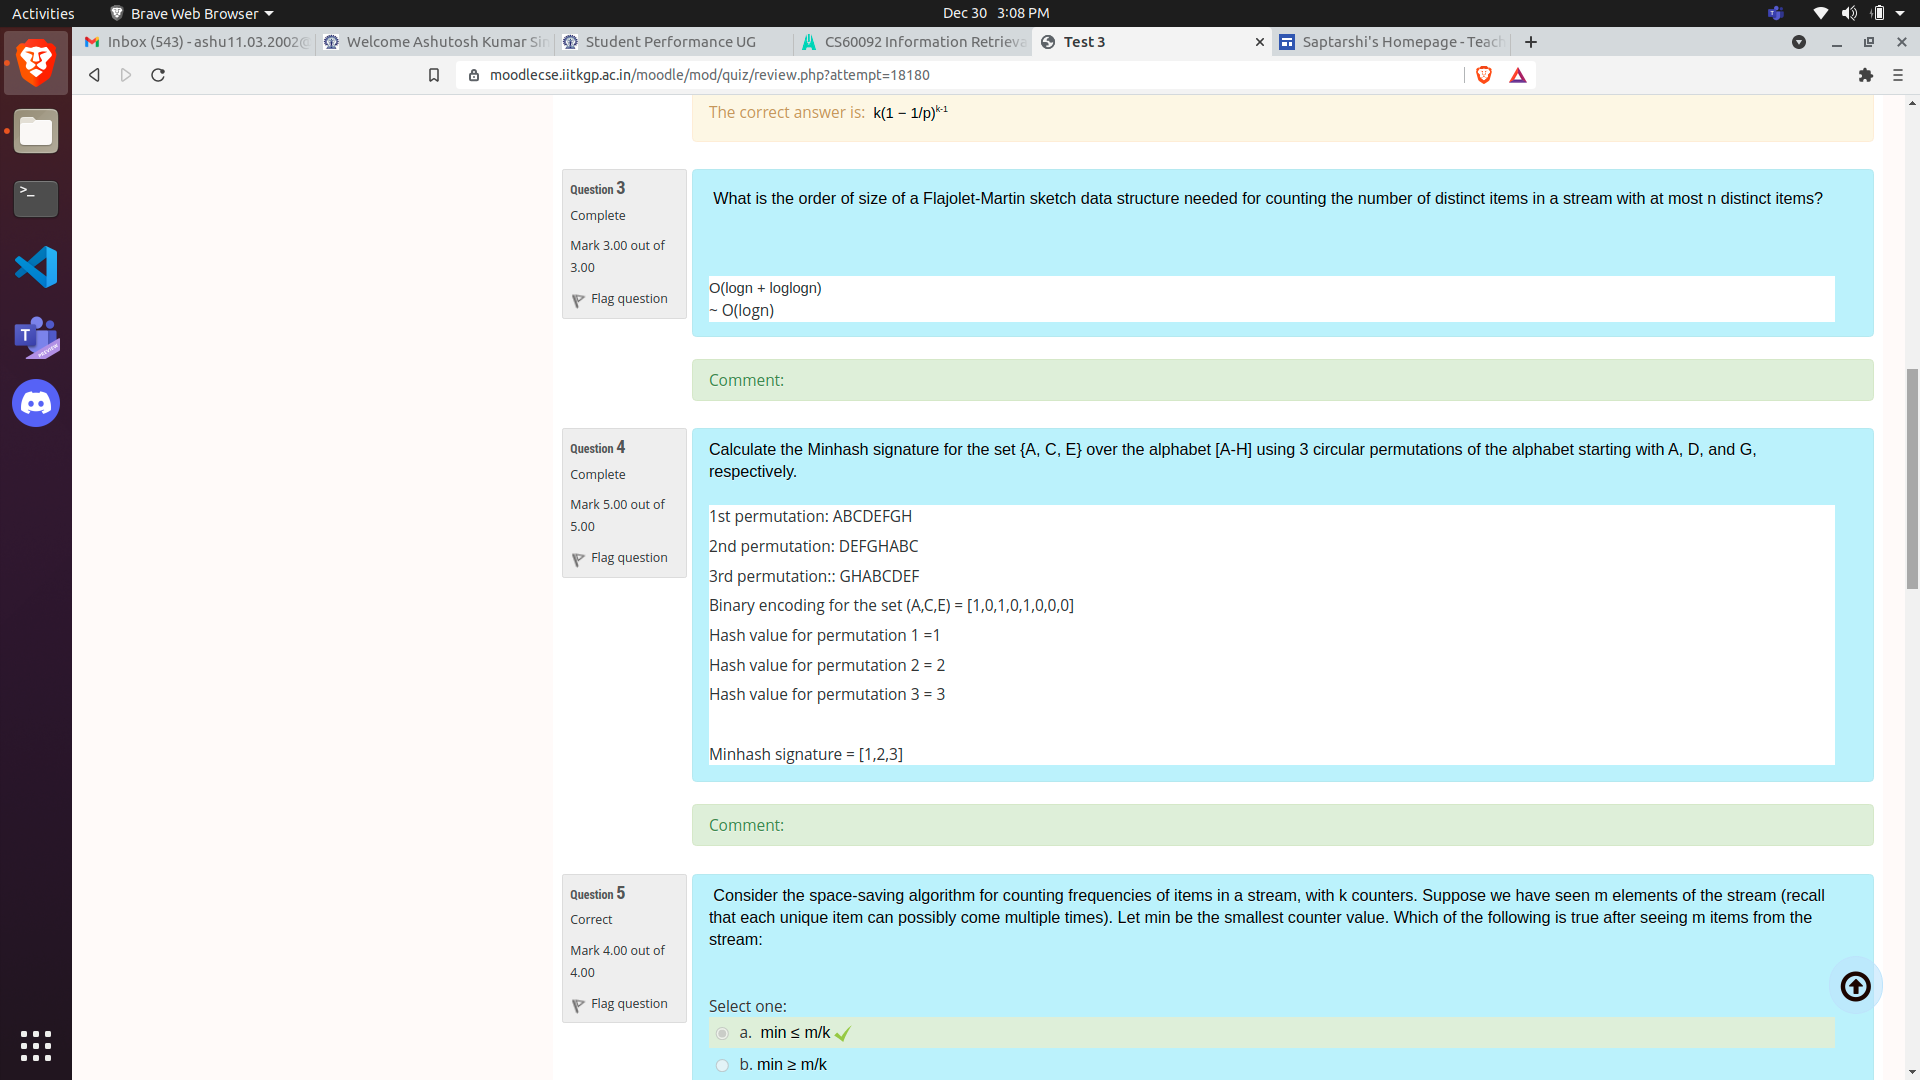 Activities
Brave Web Browser
Dec 30 3:08 PM
Inbox (543) - ashu11.03.2002@
Welcome Ashutosh Kumar Sin
Student Performance UG
CS60092 Information Retrieva
Test 3
Saptarshi's Homepage - Teach
moodlecse.iitkgp.ac.in/moodle/mod/quiz/review.php?attempt=18180
The correct answer is: k(1 − 1/p)^k-1
Question 3
Complete
Mark 3.00 out of
3.00
Flag question
What is the order of size of a Flajolet-Martin sketch data structure needed for counting the number of distinct items in a stream with at most n distinct items?
O(logn + loglogn)
~ O(logn)
Comment:
Question 4
Complete
Mark 5.00 out of
5.00
Flag question
Calculate the Minhash signature for the set {A, C, E} over the alphabet [A-H] using 3 circular permutations of the alphabet starting with A, D, and G,
respectively.
1st permutation: ABCDEFGH
2nd permutation: DEFGHABC
3rd permutation:: GHABCDEF
Binary encoding for the set (A,C,E) = [1,0,1,0,1,0,0,0]
Hash value for permutation 1 =1
Hash value for permutation 2 = 2
Hash value for permutation 3 = 3
Minhash signature = [1,2,3]
Comment:
Question 5
Correct
Mark 4.00 out of
4.00
Flag question
Consider the space-saving algorithm for counting frequencies of items in a stream, with k counters. Suppose we have seen m elements of the stream (recall
that each unique item can possibly come multiple times). Let min be the smallest counter value. Which of the following is true after seeing m items from the
stream:
Select one:
a. min ≤ m/k
b. min ≥ m/k